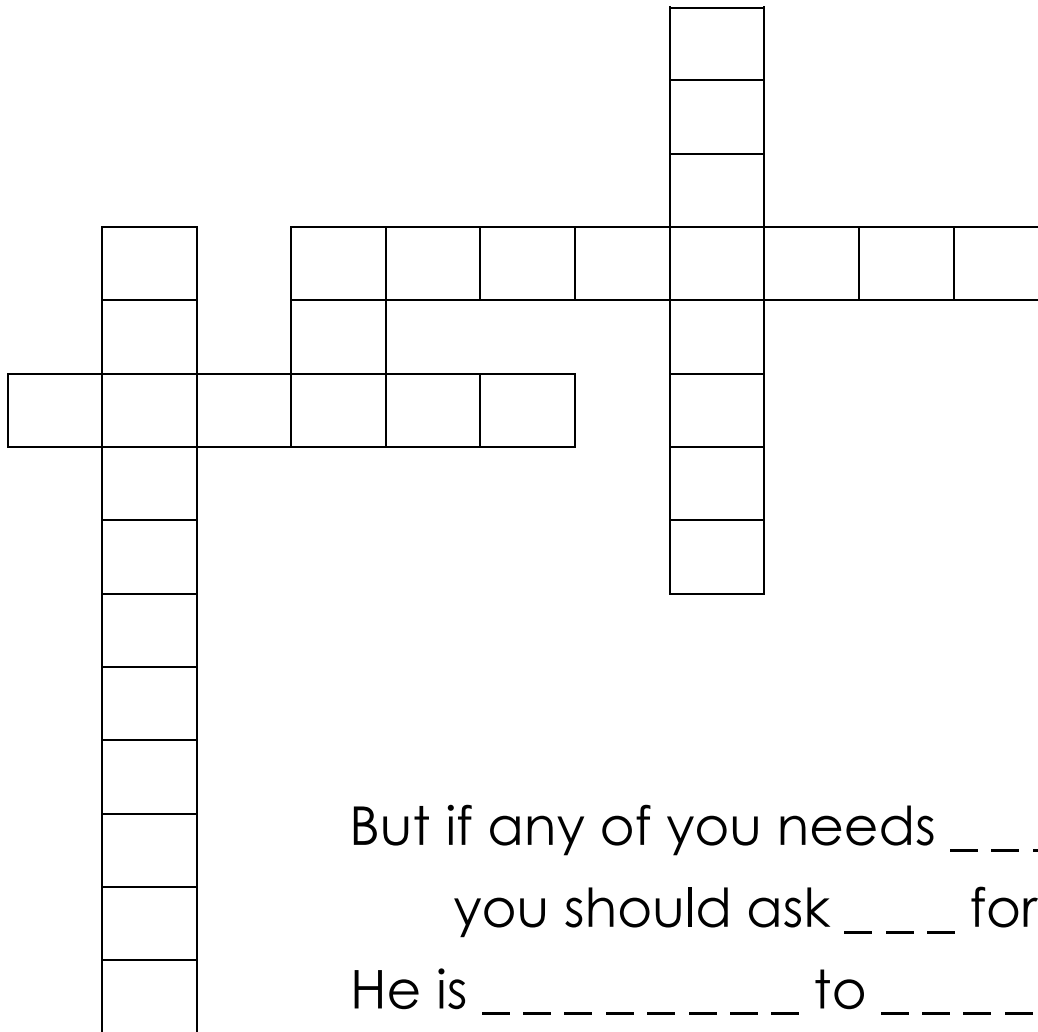 But if any of you needs _ _ _
you should ask _ _ _ for
He is _ _ _ _ _ _ _ _ to _ _ _ _